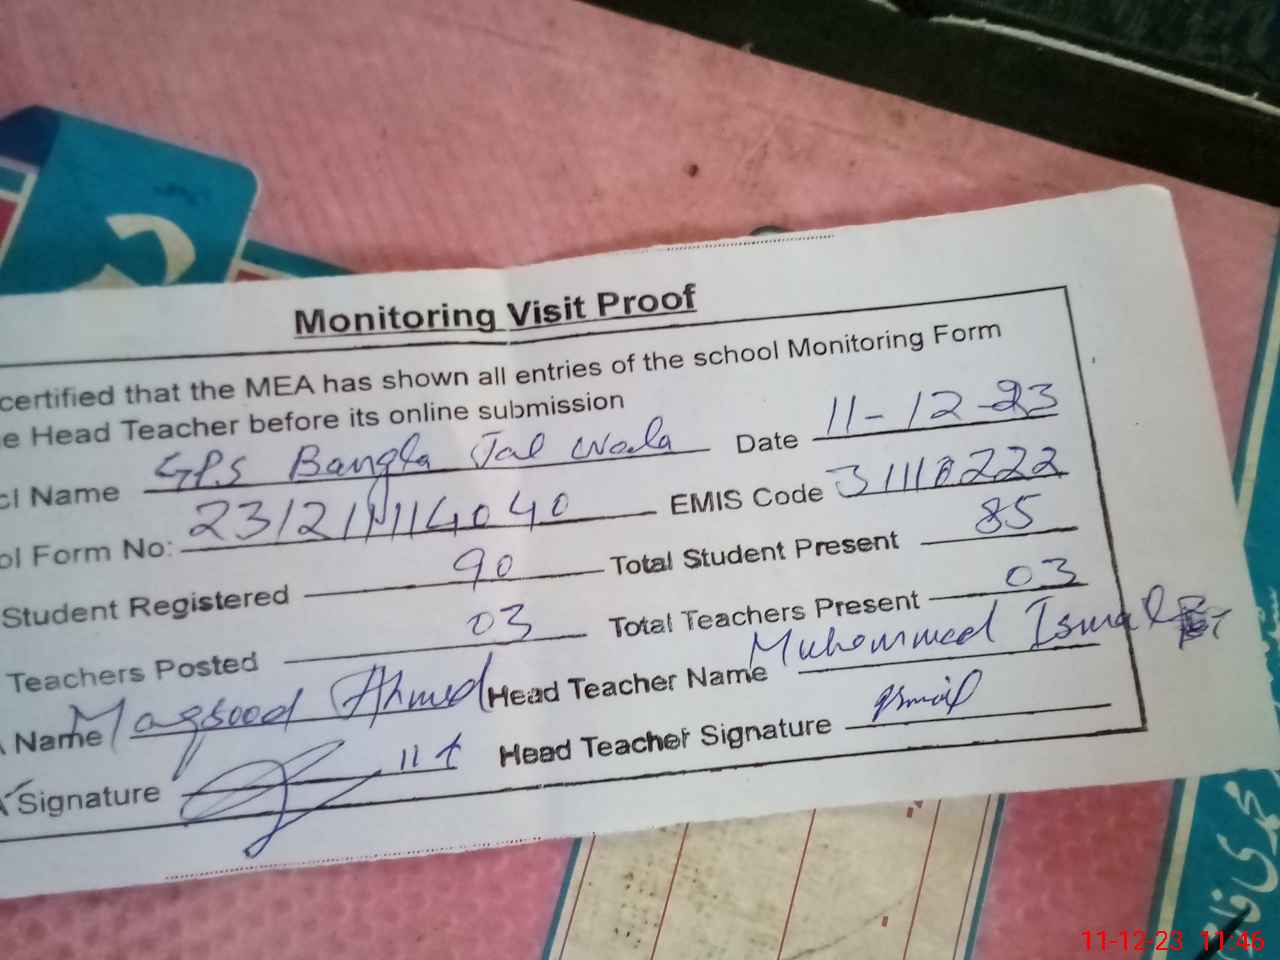 Monitoring Visit Proof
certified that the MEA has shown all entries of the school Monitoring Form
e Head Teacher before its online submission
ol Name GPS Bangla Jal Wala Date 11-12-23
ol Form No: EMIS Code 31110222
Student Registered 90 Total Student Present 85
Teachers Posted 03 Total Teachers Present 03
A Name Maqsood Ahmed Head Teacher Name Muhammad Ismail
A Signature Head Teacher Signature Ismail
11-12-23 11:46